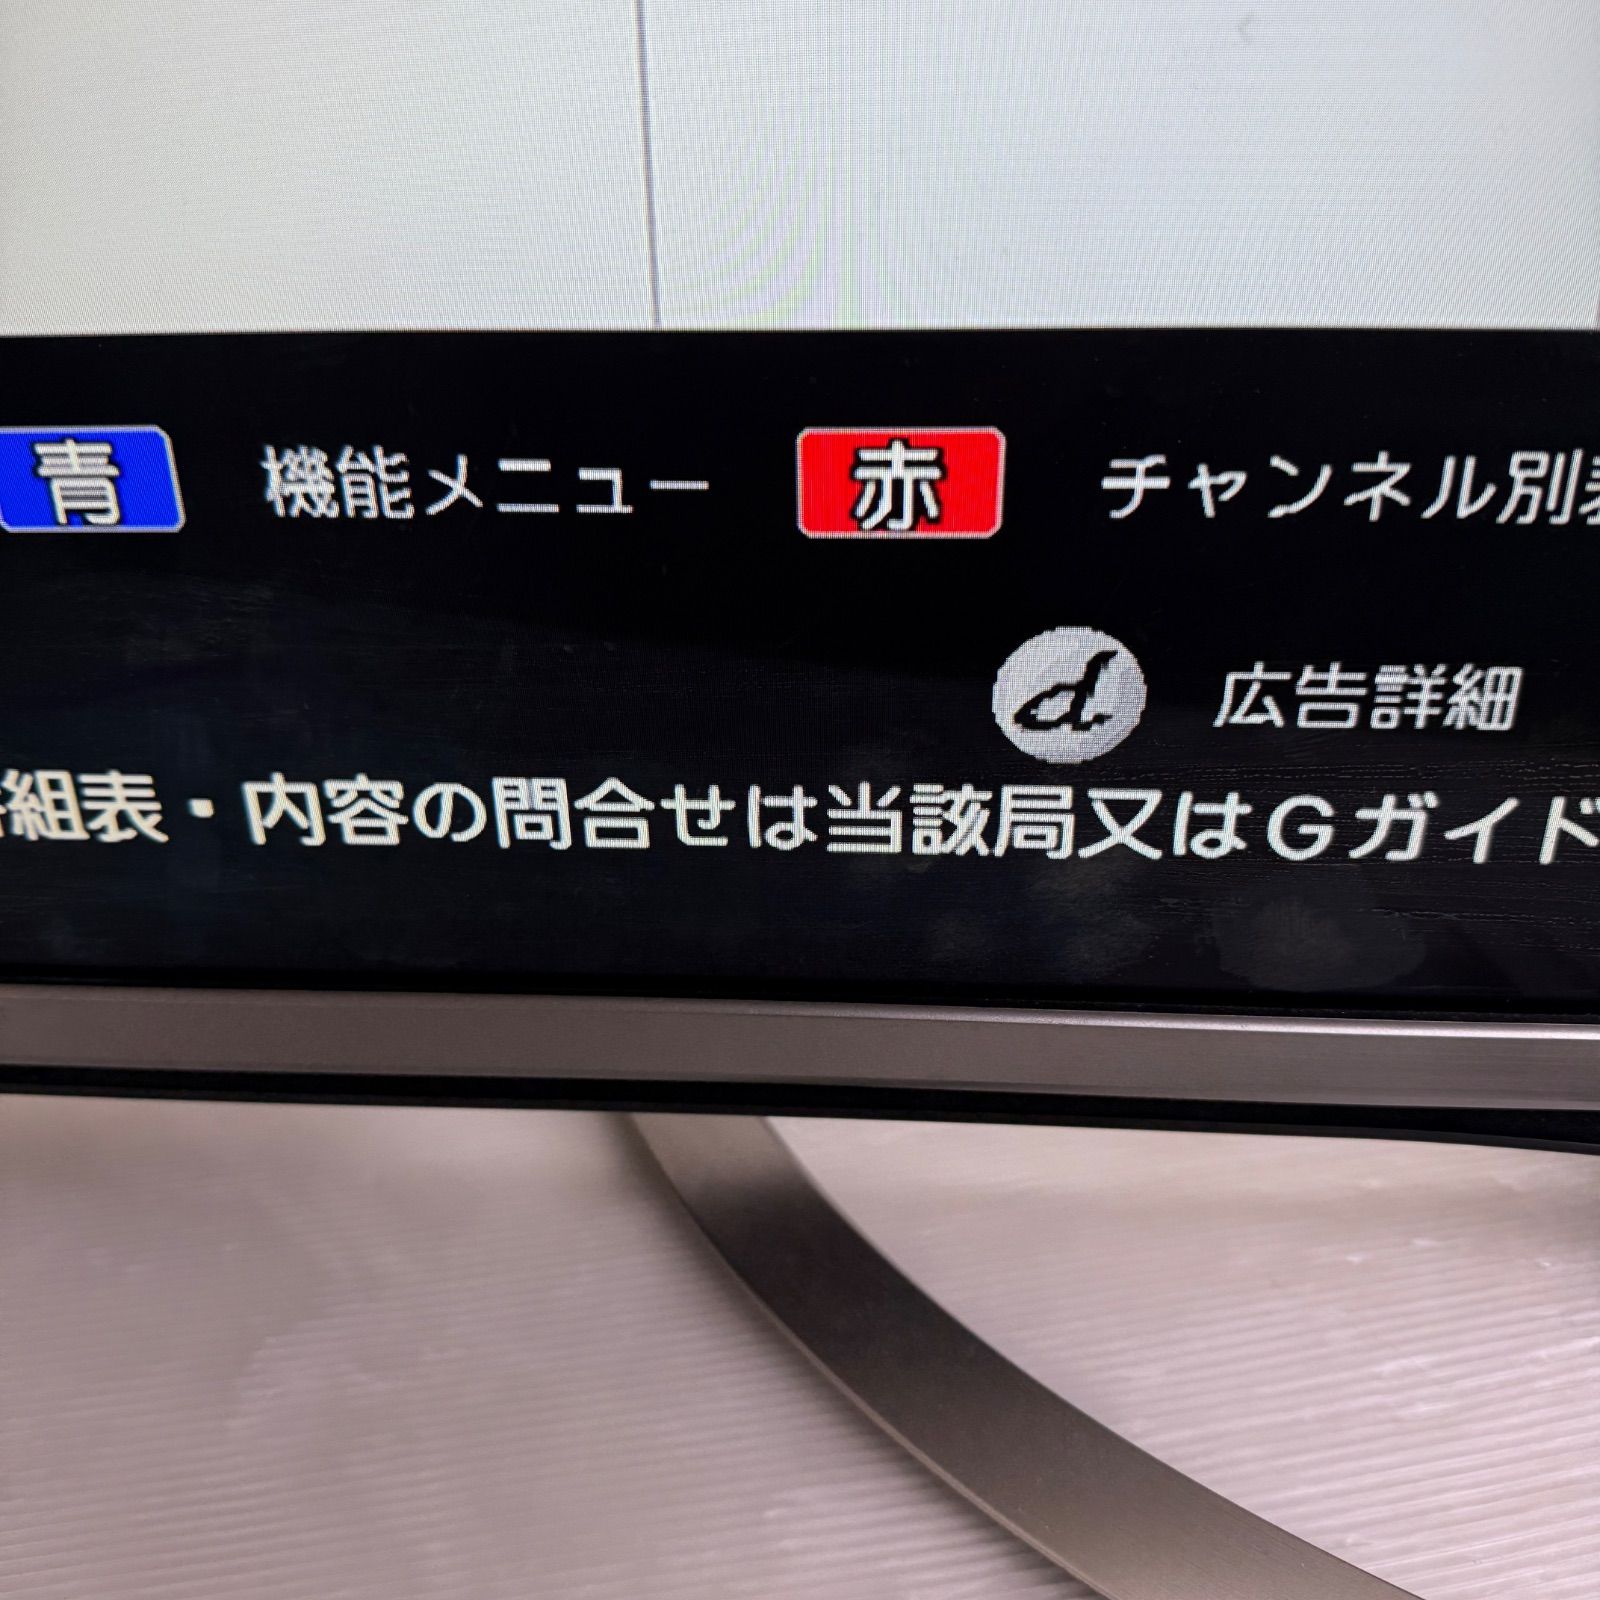 青 機能メニュー 赤 チャンネル別
d 広告詳細
組表・内容の問合せは当該局又はGガイド